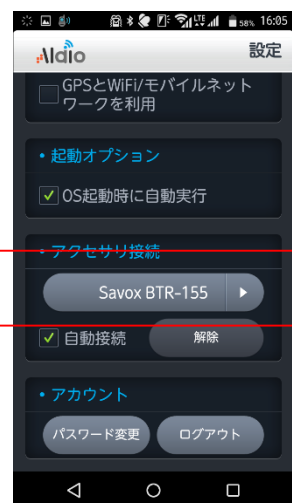 58% 16:05
Aldio 設定
GPSとWiFi/モバイルネット
ワークを利用
・起動オプション
OS起動時に自動実行
・アクセサリ接続
Savox BTR-155
自動接続 解除
・アカウント
パスワード変更 ログアウト